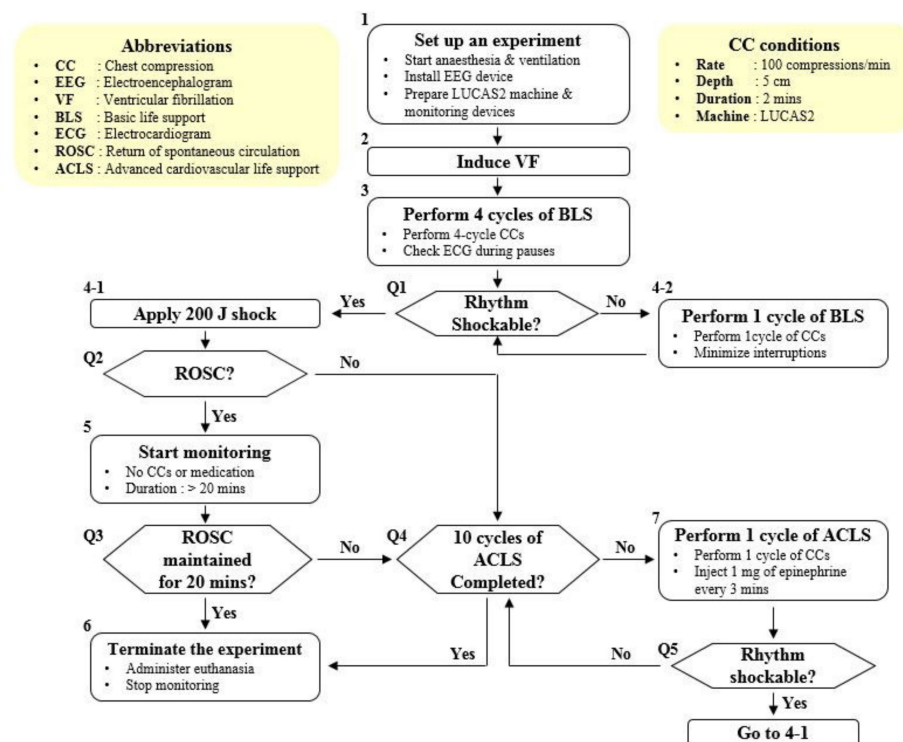 Abbreviations
• CC : Chest compression
• EEG : Electroencephalogram
• VF : Ventricular fibrillation
• BLS : Basic life support
• ECG : Electrocardiogram
• ROSC : Return of spontaneous circulation
• ACLS : Advanced cardiovascular life support
1
Set up an experiment
• Start anaesthesia & ventilation
• Install EEG device
• Prepare LUCAS2 machine &
monitoring devices
CC conditions
• Rate : 100 compressions/min
• Depth : 5 cm
• Duration : 2 mins
• Machine : LUCAS2
2
Induce VF
3
Perform 4 cycles of BLS
• Perform 4-cycle CCs
• Check ECG during pauses
Q1
Rhythm
Shockable?
Yes
No
4-1
Apply 200 J shock
4-2
Perform 1 cycle of BLS
• Perform 1cycle of CCs
• Minimize interruptions
Q2
ROSC?
No
Yes
5
Start monitoring
• No CCs or medication
• Duration : > 20 mins
Q3
ROSC
maintained
for 20 mins?
No
Yes
Q4
10 cycles of
ACLS
Completed?
No
Yes
7
Perform 1 cycle of ACLS
• Perform 1 cycle of CCs
• Inject 1 mg of epinephrine
every 3 mins
6
Terminate the experiment
• Administer euthanasia
• Stop monitoring
Q5
Rhythm
shockable?
No
Yes
Go to 4-1